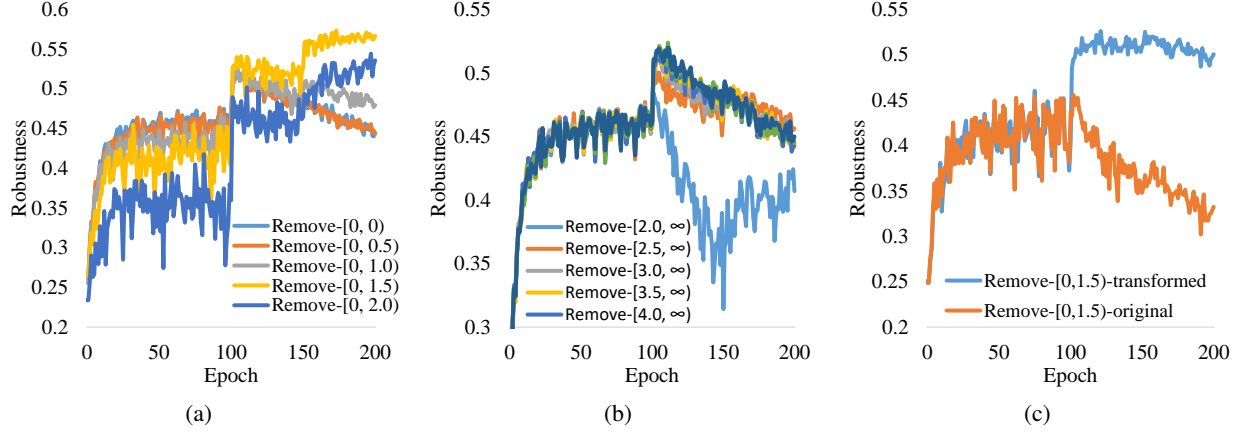 0.6
0.55
0.5
0.45
0.4
0.35
0.3
0.25
0.2
Robustness
0 50 100 150 200
Epoch
Remove-[0, 0)
Remove-[0, 0.5)
Remove-[0, 1.0)
Remove-[0, 1.5)
Remove-[0, 2.0)
(a)
0.55
0.5
0.45
0.4
0.35
0.3
Robustness
0 50 100 150 200
Epoch
Remove-[2.0, ∞)
Remove-[2.5, ∞)
Remove-[3.0, ∞)
Remove-[3.5, ∞)
Remove-[4.0, ∞)
(b)
0.55
0.5
0.45
0.4
0.35
0.3
0.25
0.2
Robustness
0 50 100 150 200
Epoch
Remove-[0,1.5)-transformed
Remove-[0,1.5)-original
(c)